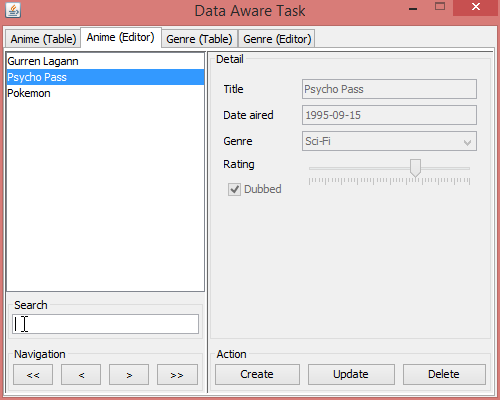 Data Aware Task
Anime (Table) Anime (Editor) Genre (Table) Genre (Editor)
Gurren Lagann
Psycho Pass
Pokemon
Search
Navigation
<< < > >>
Detail
Title Psycho Pass
Date aired 1995-09-15
Genre Sci-Fi
Rating
Dubbed
Action
Create Update Delete